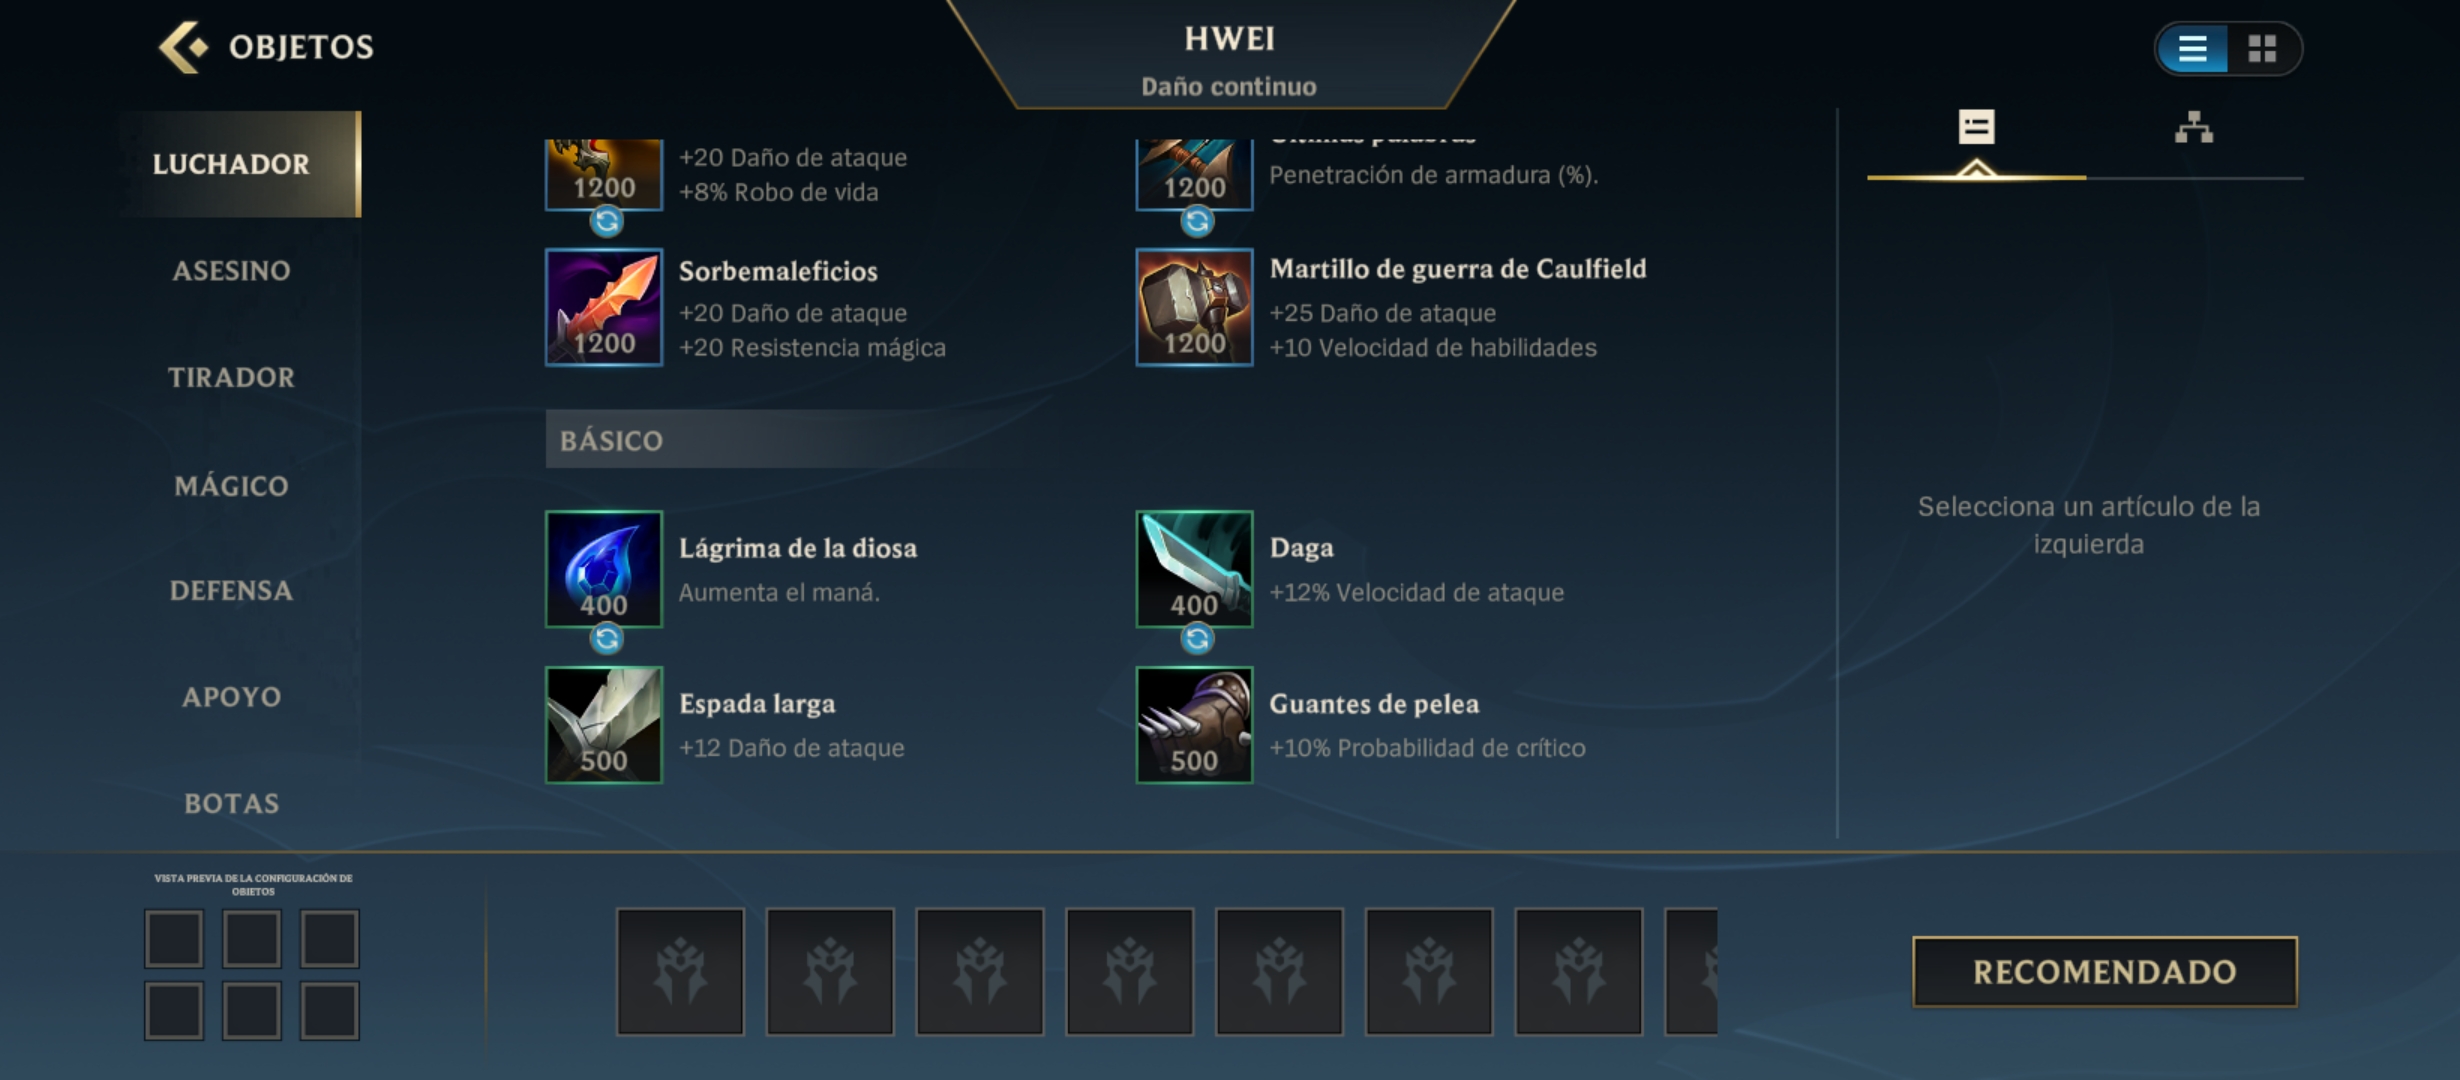 OBJETOS
HWEI
Daño continuo
LUCHADOR
ASESINO
TIRADOR
MÁGICO
DEFENSA
APOYO
BOTAS
1200
+20 Daño de ataque
+8% Robo de vida
1200
Últimas palabras
Penetración de armadura (%).
1200
Sorbemaleficios
+20 Daño de ataque
+20 Resistencia mágica
1200
Martillo de guerra de Caulfield
+25 Daño de ataque
+10 Velocidad de habilidades
BÁSICO
400
Lágrima de la diosa
Aumenta el maná.
400
Daga
+12% Velocidad de ataque
500
Espada larga
+12 Daño de ataque
500
Guantes de pelea
+10% Probabilidad de crítico
Selecciona un artículo de la
izquierda
VISTA PREVIA DE LA CONFIGURACIÓN DE
OBJETOS
RECOMENDADO